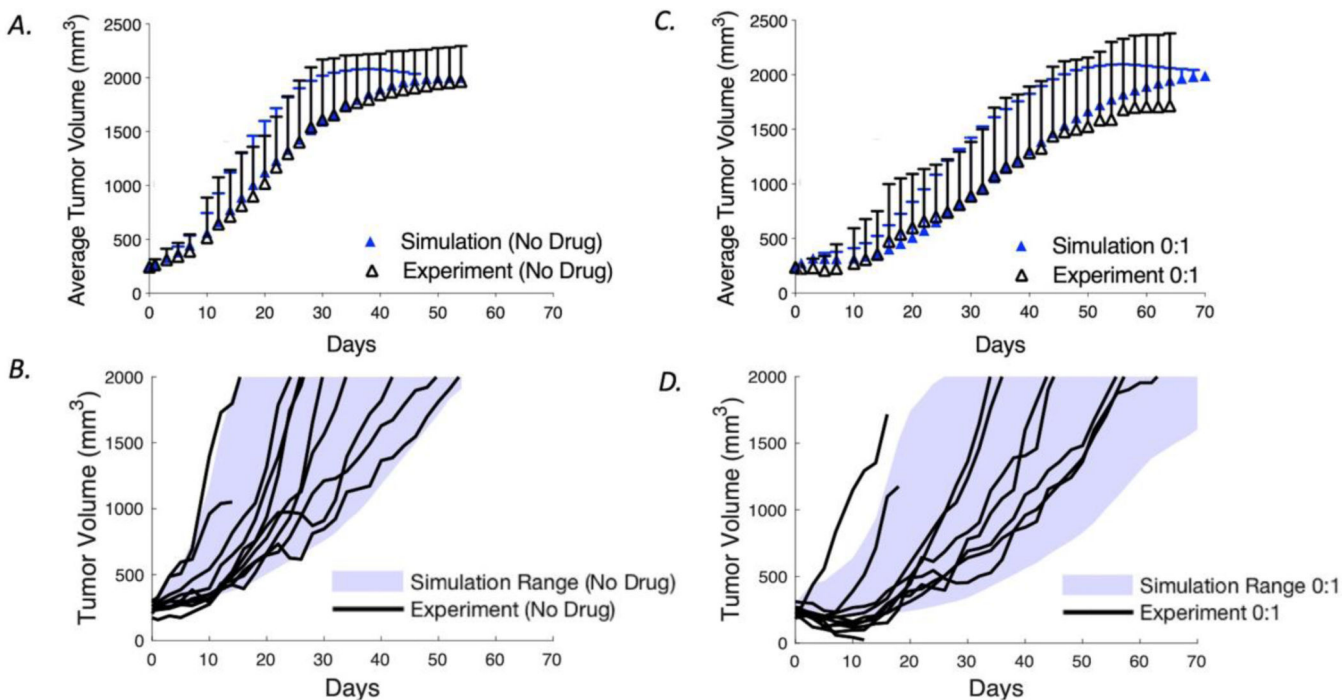 A.
Average Tumor Volume (mm³)
2500
2000
1500
1000
500
0
Simulation (No Drug)
Experiment (No Drug)
0 10 20 30 40 50 60 70
Days
C.
Average Tumor Volume (mm³)
2500
2000
1500
1000
500
0
Simulation 0:1
Experiment 0:1
0 10 20 30 40 50 60 70
Days
B.
Tumor Volume (mm³)
2000
1500
1000
500
0
Simulation Range (No Drug)
Experiment (No Drug)
0 10 20 30 40 50 60 70
Days
D.
Tumor Volume (mm³)
2000
1500
1000
500
0
Simulation Range 0:1
Experiment 0:1
0 10 20 30 40 50 60 70
Days